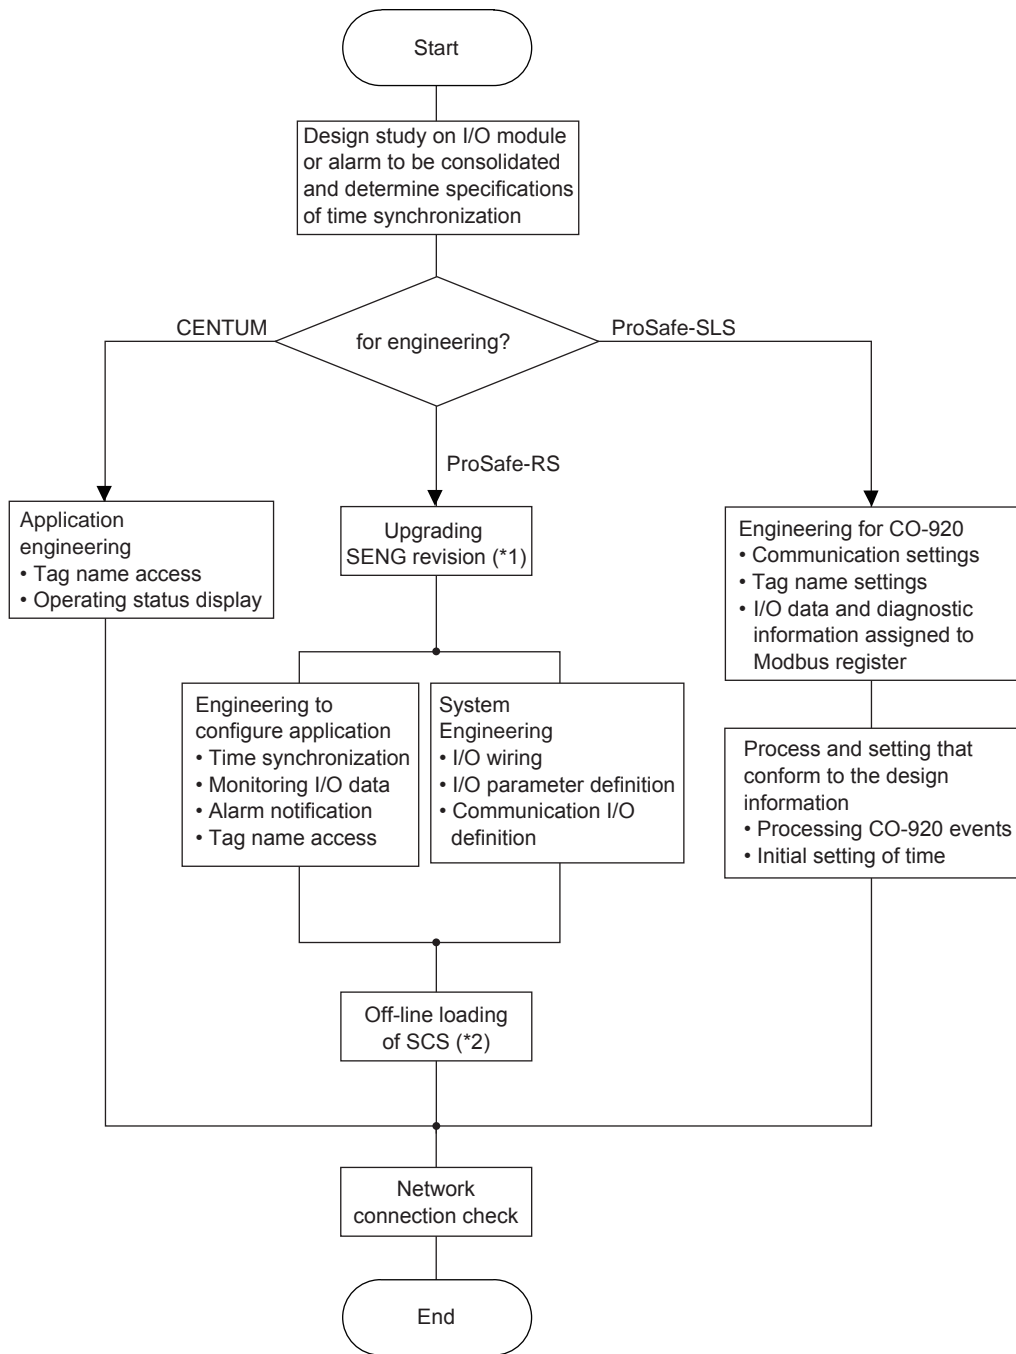 Start
Design study on I/O module
or alarm to be consolidated
and determine specifications
of time synchronization
CENTUM
for engineering?
ProSafe-SLS
ProSafe-RS
Application
engineering
• Tag name access
• Operating status display
Upgrading
SENG revision (*1)
Engineering for CO-920
• Communication settings
• Tag name settings
• I/O data and diagnostic
information assigned to
Modbus register
Engineering to
configure application
• Time synchronization
• Monitoring I/O data
• Alarm notification
• Tag name access
System
Engineering
• I/O wiring
• I/O parameter definition
• Communication I/O
definition
Process and setting that
conform to the design
information
• Processing CO-920 events
• Initial setting of time
Off-line loading
of SCS (*2)
Network
connection check
End